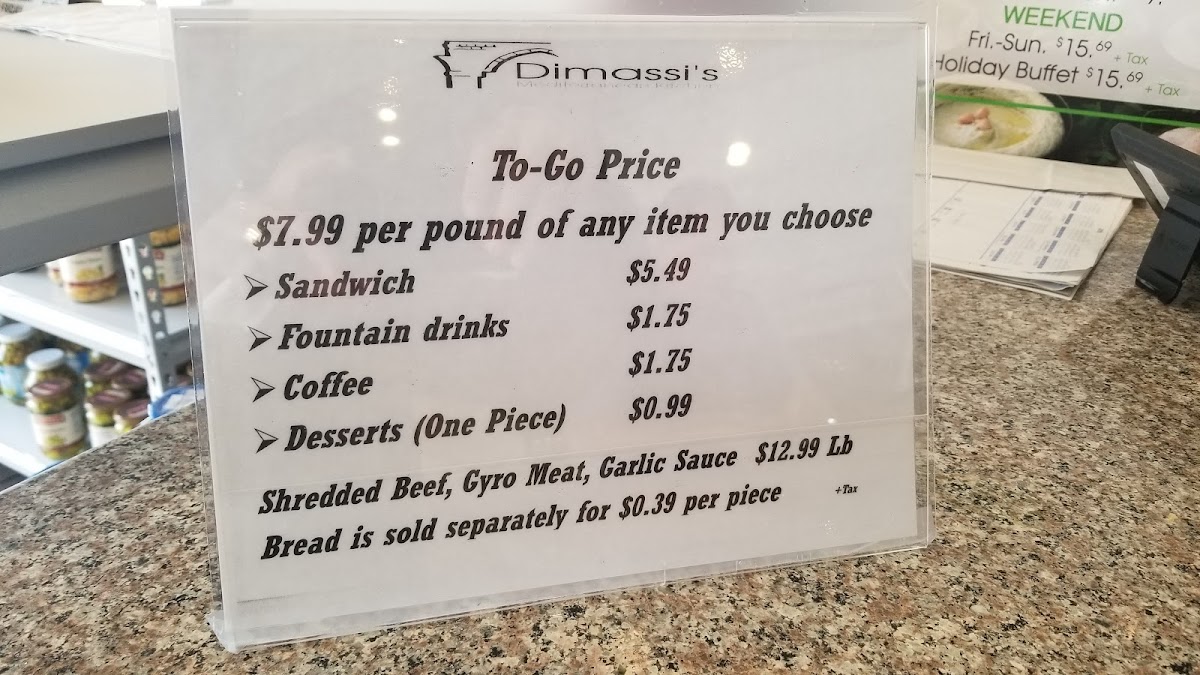 Dimassi's
To-Go Price
$7.99 per pound of any item you choose
➢ Sandwich $5.49
➢ Fountain drinks $1.75
➢ Coffee $1.75
➢ Desserts (One Piece) $0.99
Shredded Beef, Gyro Meat, Garlic Sauce $12.99 Lb
Bread is sold separately for $0.39 per piece +Tax
WEEKEND
Fri.-Sun. $15.69 + Tax
Holiday Buffet $15.69 + Tax